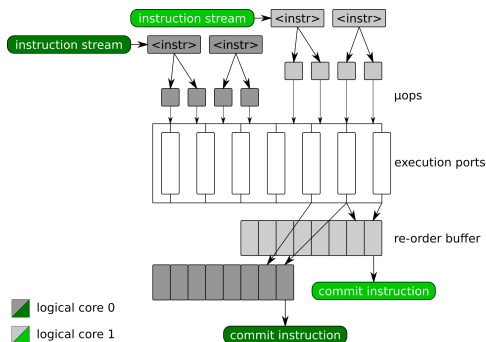 instruction stream
<instr>
<instr>
instruction stream
<instr>
<instr>
µops
execution ports
re-order buffer
commit instruction
logical core 0
logical core 1
commit instruction